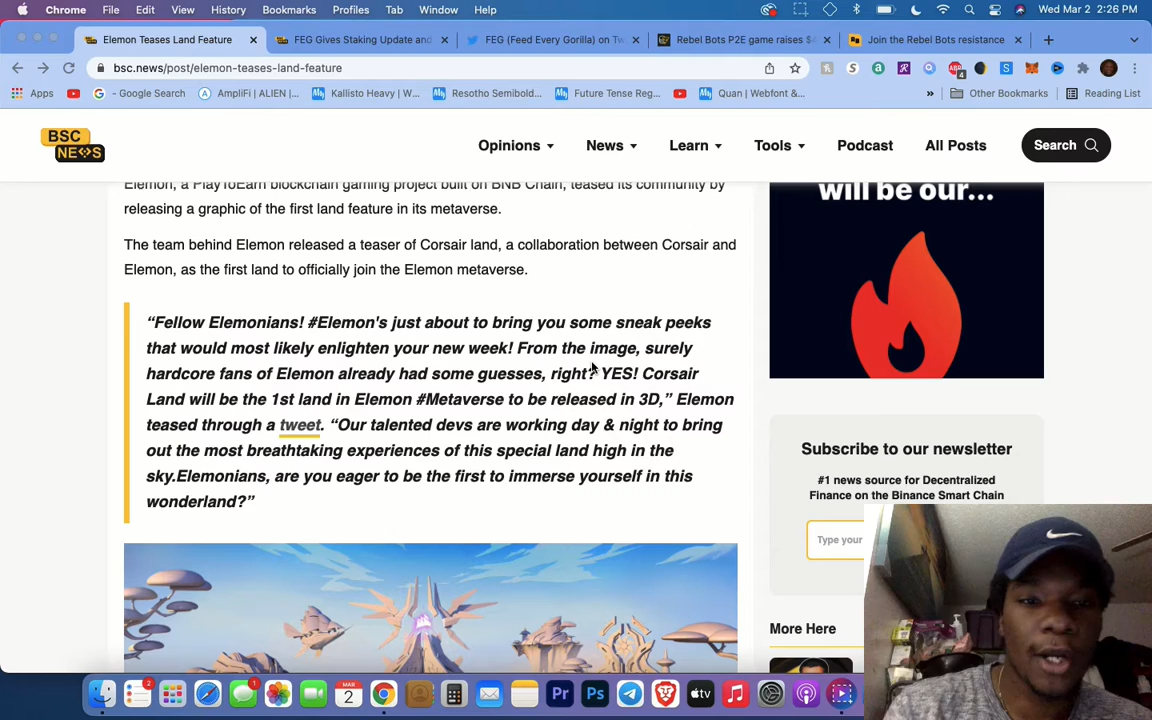 Chrome File Edit View History Bookmarks Profiles Tab Window Help Wed Mar 2 2:26 PM
Elemon Teases Land Feature FEG Gives Staking Update and FEG (Feed Every Gorilla) on Tw Rebel Bots P2E game raises $4 Join the Rebel Bots resistance
bsc.news/post/elemon-teases-land-feature
Apps - Google Search AmpliFi | ALIEN |... Kallisto Heavy | W... Resotho Semibold... Future Tense Reg... Quan | Webfont &... » Other Bookmarks Reading List
BSC
NEWS
Opinions News Learn Tools Podcast All Posts Search
Elemon, a PlayToEarn blockchain gaming project built on BNB Chain, teased its community by
releasing a graphic of the first land feature in its metaverse.
The team behind Elemon released a teaser of Corsair land, a collaboration between Corsair and
Elemon, as the first land to officially join the Elemon metaverse.
“Fellow Elemonians! #Elemon's just about to bring you some sneak peeks
that would most likely enlighten your new week! From the image, surely
hardcore fans of Elemon already had some guesses, right? YES! Corsair
Land will be the 1st land in Elemon #Metaverse to be released in 3D,” Elemon
teased through a tweet. “Our talented devs are working day & night to bring
out the most breathtaking experiences of this special land high in the
sky.Elemonians, are you eager to be the first to immerse yourself in this
wonderland?”
will be our...
Subscribe to our newsletter
#1 news source for Decentralized
Finance on the Binance Smart Chain
Type your
More Here
2 1 MAR 2 Pr Ps tv